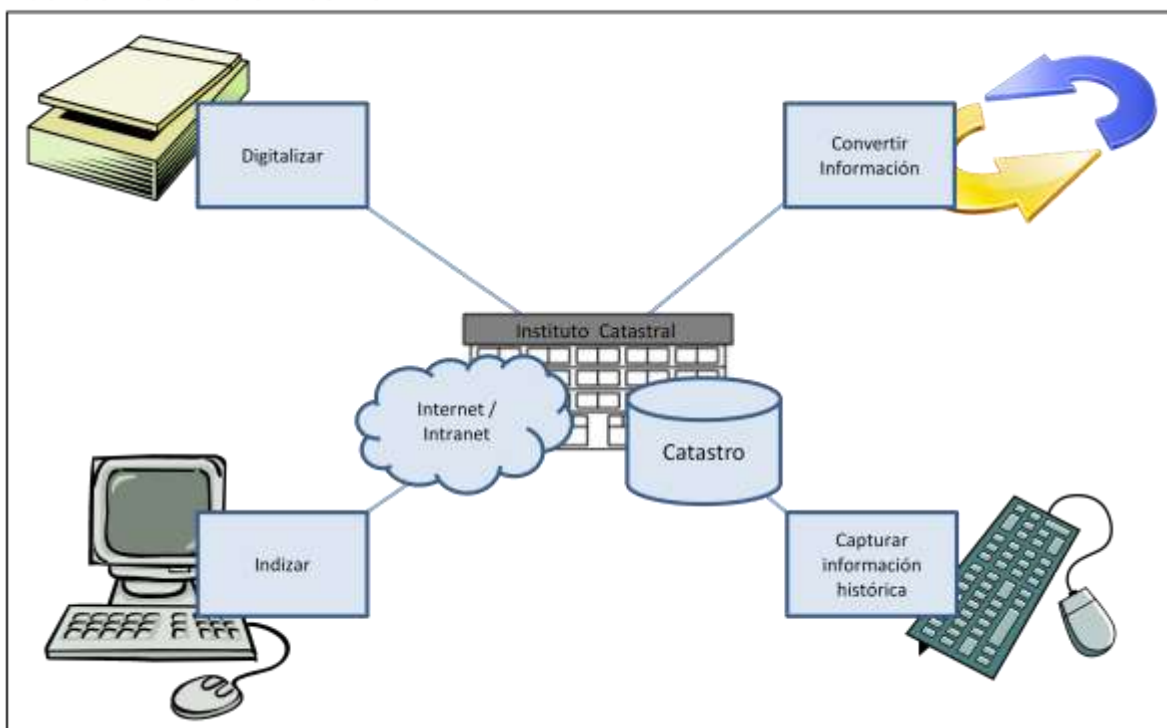 Digitalizar
Convertir
Información
Instituto Catastral
Internet /
Intranet
Catastro
Indizar
Capturar
información
histórica